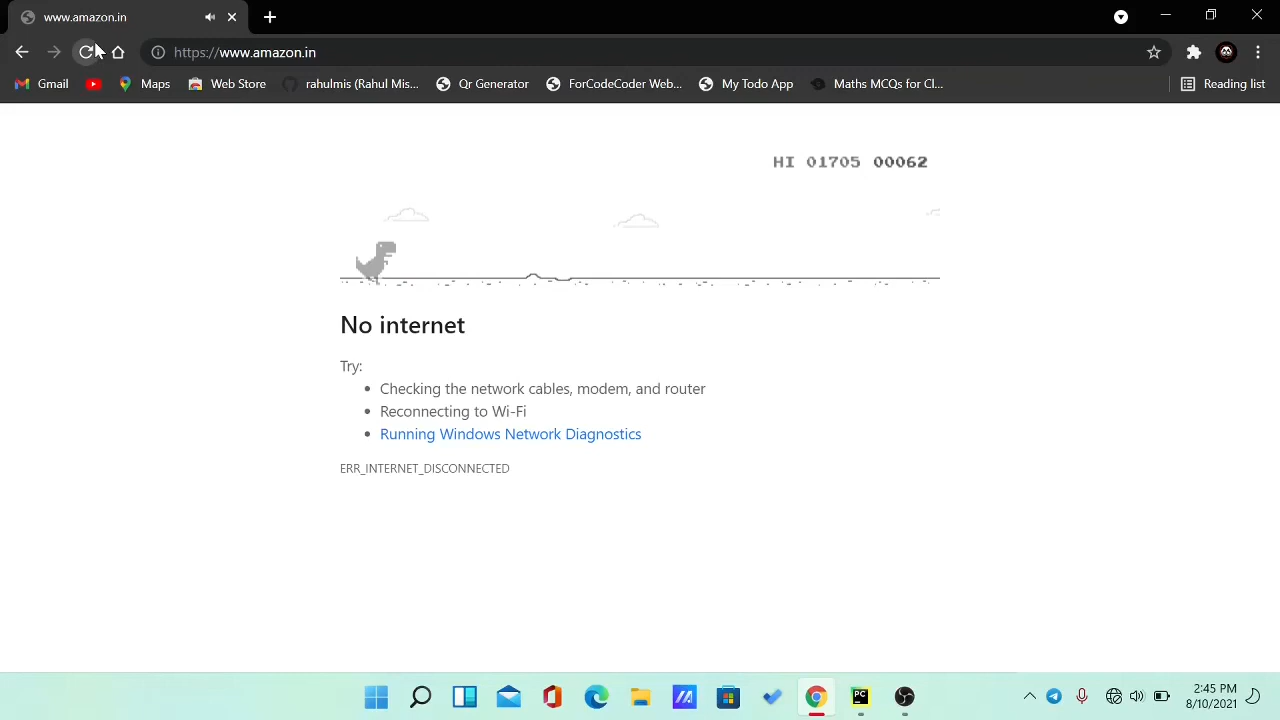 www.amazon.in
https://www.amazon.in
Gmail
Maps
Web Store
rahulmis (Rahul Mis...
Qr Generator
ForCodeCoder Web...
My Todo App
Maths MCQs for Cl...
Reading list
HI 01705 00062
No internet
Try:
Checking the network cables, modem, and router
Reconnecting to Wi-Fi
Running Windows Network Diagnostics
ERR_INTERNET_DISCONNECTED
PC
2:45 PM
8/10/2021